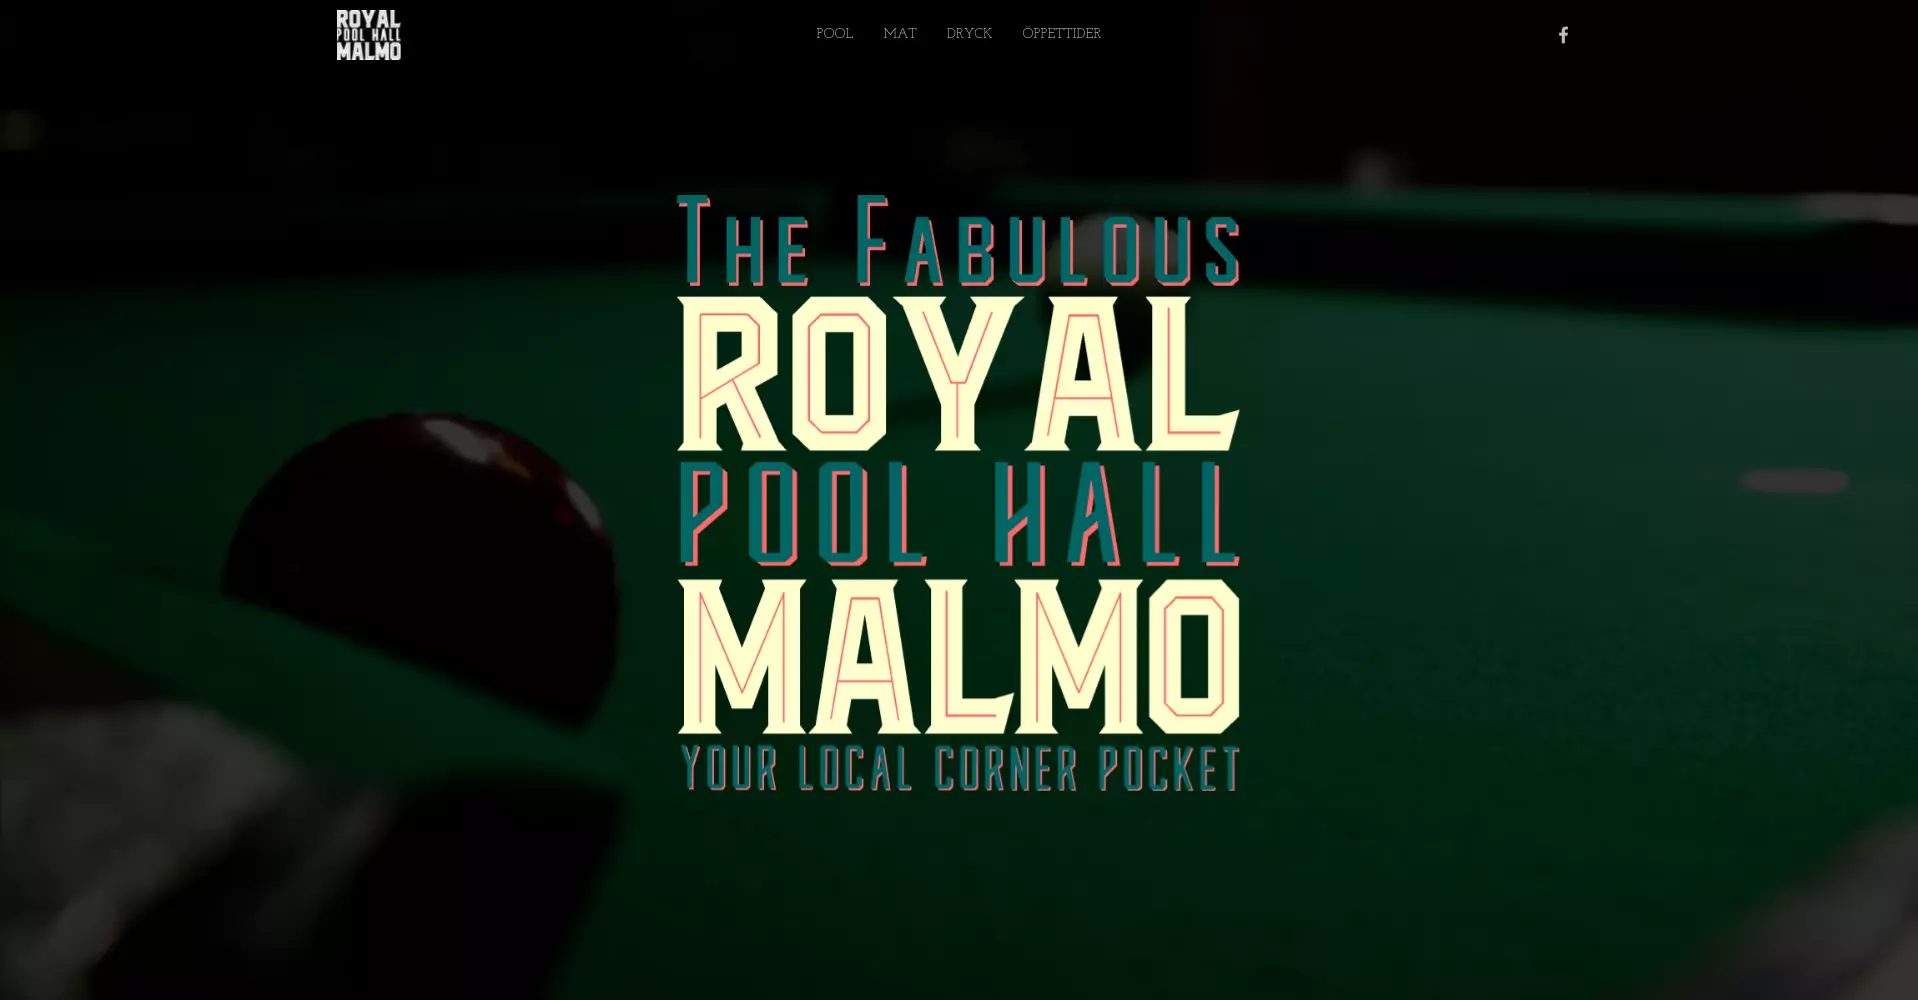 ROYAL
POOL HALL
MALMO
POOL MAT DRYCK ÖPPETTIDER
THE FABULOUS
ROYAL
POOL HALL
MALMO
YOUR LOCAL CORNER POCKET